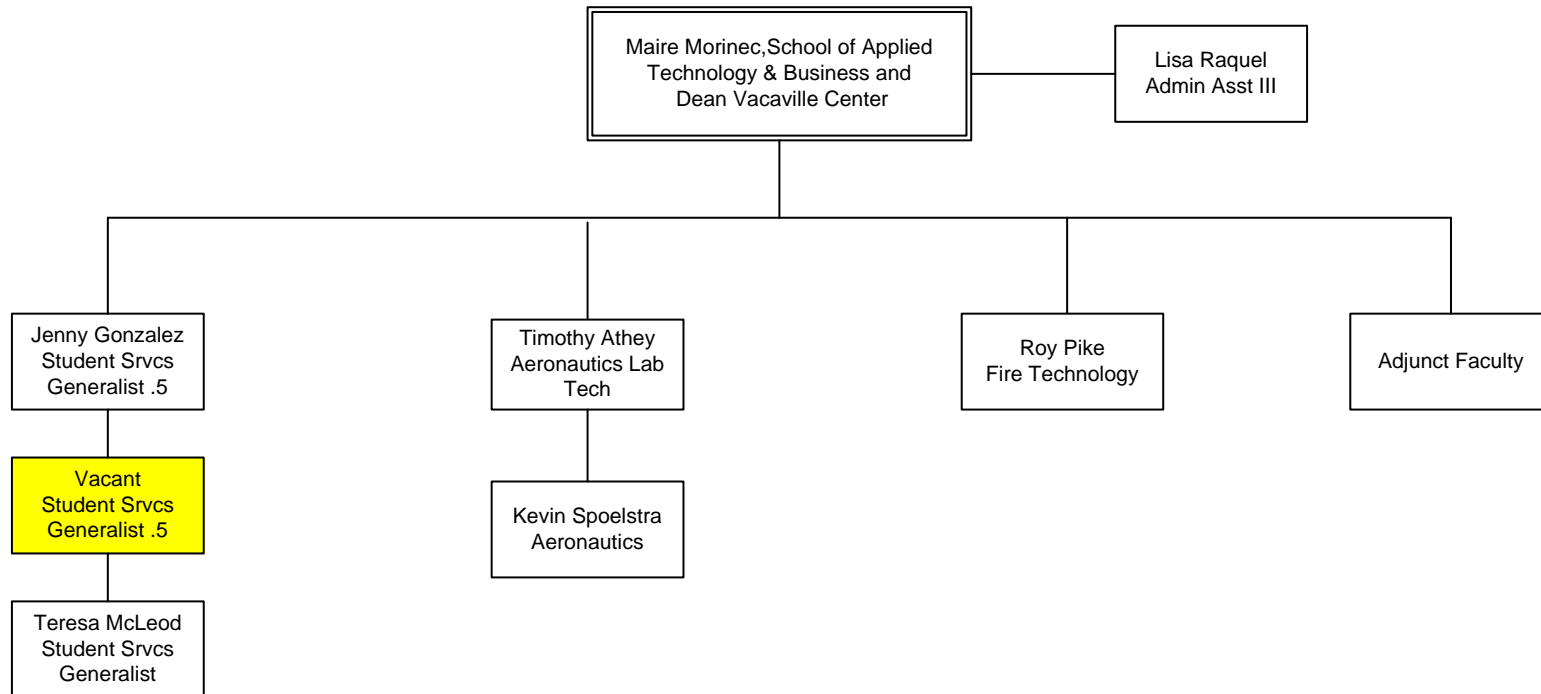 Maire Morinec,School of Applied
Technology & Business and
Dean Vacaville Center
Lisa Raquel
Admin Asst III
Jenny Gonzalez
Student Srvcs
Generalist .5
Timothy Athey
Aeronautics Lab
Tech
Roy Pike
Fire Technology
Adjunct Faculty
Vacant
Student Srvcs
Generalist .5
Kevin Spoelstra
Aeronautics
Teresa McLeod
Student Srvcs
Generalist